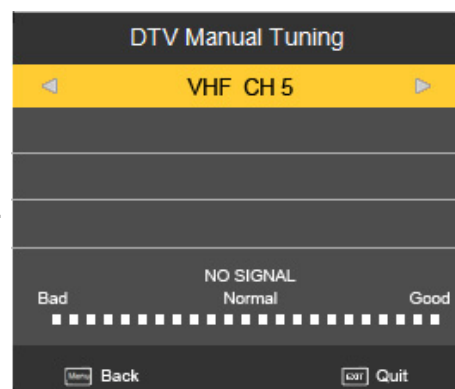 DTV Manual Tuning
VHF CH 5
NO SIGNAL
Bad Normal Good
Menu Back EXIT Quit